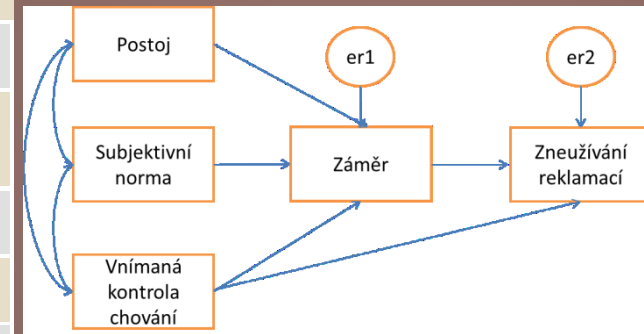 Postoj
er1
er2
Subjektivní
norma
Záměr
Zneužívání
reklamací
Vnímaná
kontrola
chování